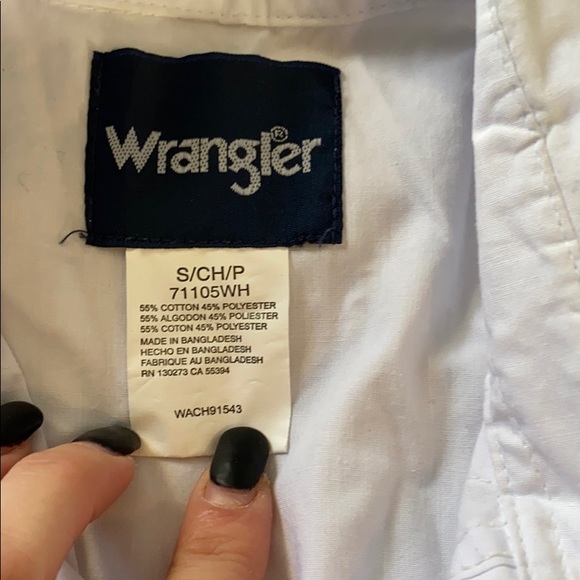 Wrangler®
S/CH/P
71105WH
55% COTTON 45% POLYESTER
55% ALGODON 45% POLIESTER
55% COTON 45% POLYESTER
MADE IN BANGLADESH
HECHO EN BANGLADESH
FABRIQUE AU BANGLADESH
RN 130273 CA 55394
WACH91543